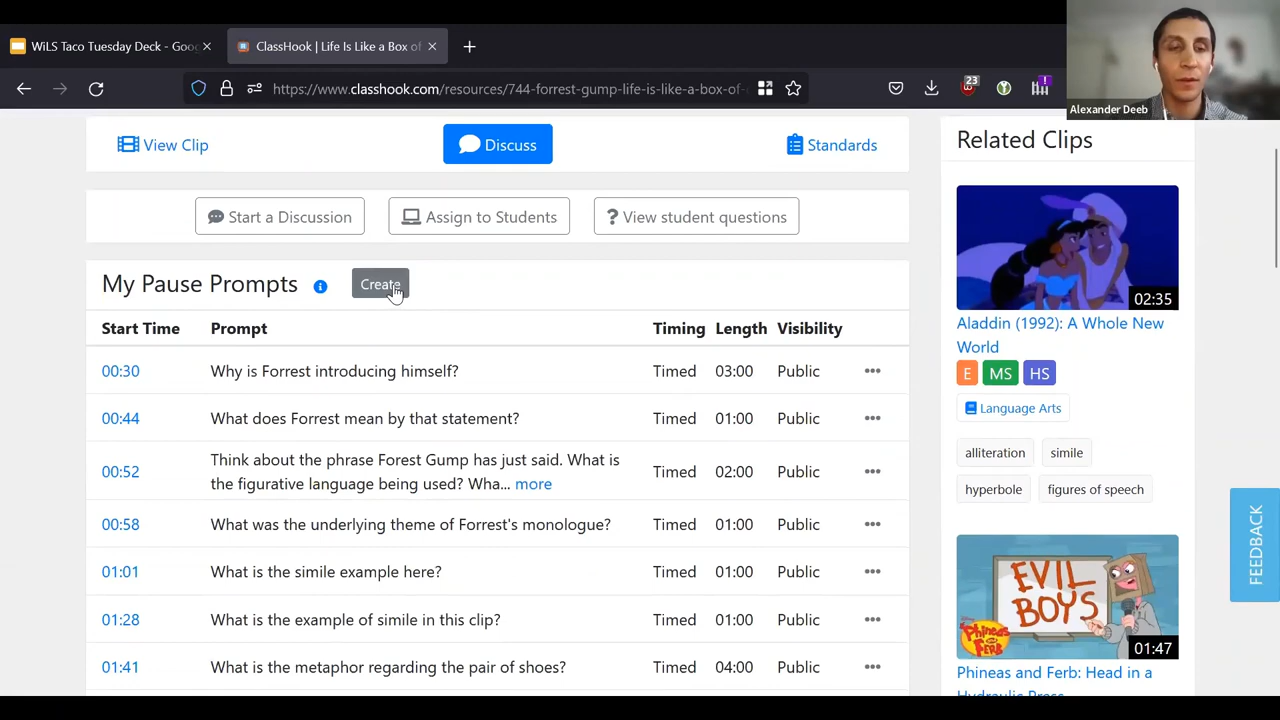 WiLS Taco Tuesday Deck - Goo
ClassHook | Life Is Like a Box of
23
!
https://www.classhook.com/resources/744-forrest-gump-life-is-like-a-box-of-
Alexander Deeb
View Clip
Discuss
Standards
Start a Discussion
Assign to Students
? View student questions
My Pause Prompts
Create
Start Time Prompt Timing Length Visibility
00:30 Why is Forrest introducing himself? Timed 03:00 Public
00:44 What does Forrest mean by that statement? Timed 01:00 Public
00:52 Think about the phrase Forest Gump has just said. What is Timed 02:00 Public
the figurative language being used? Wha... more
00:58 What was the underlying theme of Forrest's monologue? Timed 01:00 Public
01:01 What is the simile example here? Timed 01:00 Public
01:28 What is the example of simile in this clip? Timed 01:00 Public
01:41 What is the metaphor regarding the pair of shoes? Timed 04:00 Public
Related Clips
02:35
Aladdin (1992): A Whole New
World
E MS HS
Language Arts
alliteration simile
hyperbole figures of speech
EVIL
BOYS
Phineas and Ferb
01:47
Phineas and Ferb: Head in a
Hydraulic Press
FEEDBACK